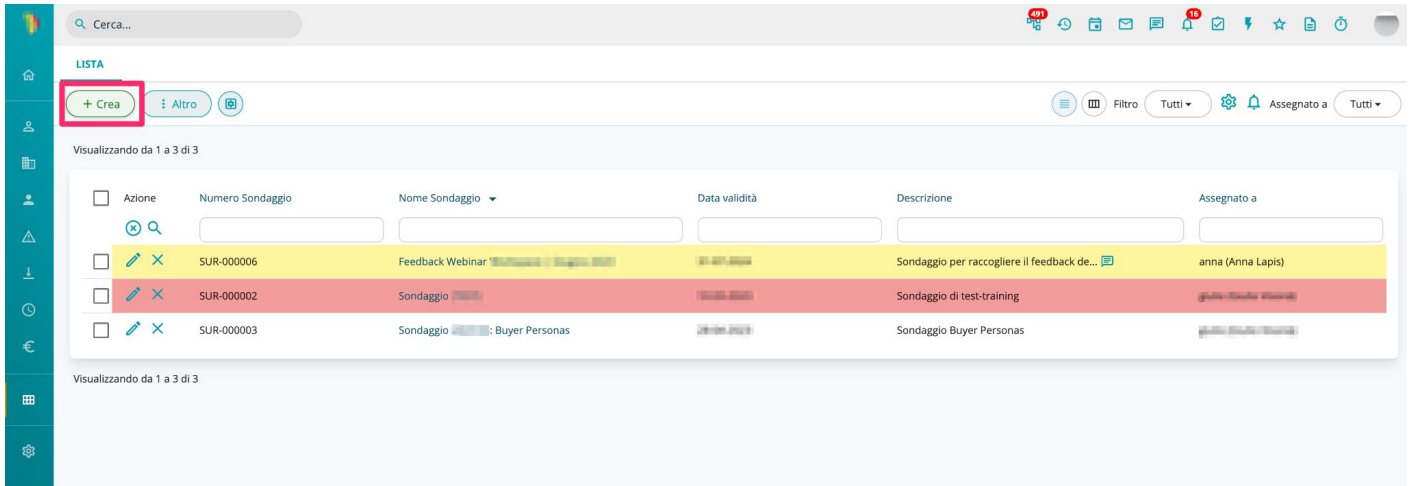 Cerca...
491
16
LISTA
+ Crea
Altro
Filtro
Tutti
Assegnato a
Tutti
Visualizzando da 1 a 3 di 3
Azione Numero Sondaggio Nome Sondaggio Data validità Descrizione Assegnato a
SUR-000006 Feedback Webinar Sondaggio per raccogliere il feedback de... anna (Anna Lapis)
SUR-000002 Sondaggio Sondaggio di test-training
SUR-000003 Sondaggio : Buyer Personas Sondaggio Buyer Personas
Visualizzando da 1 a 3 di 3